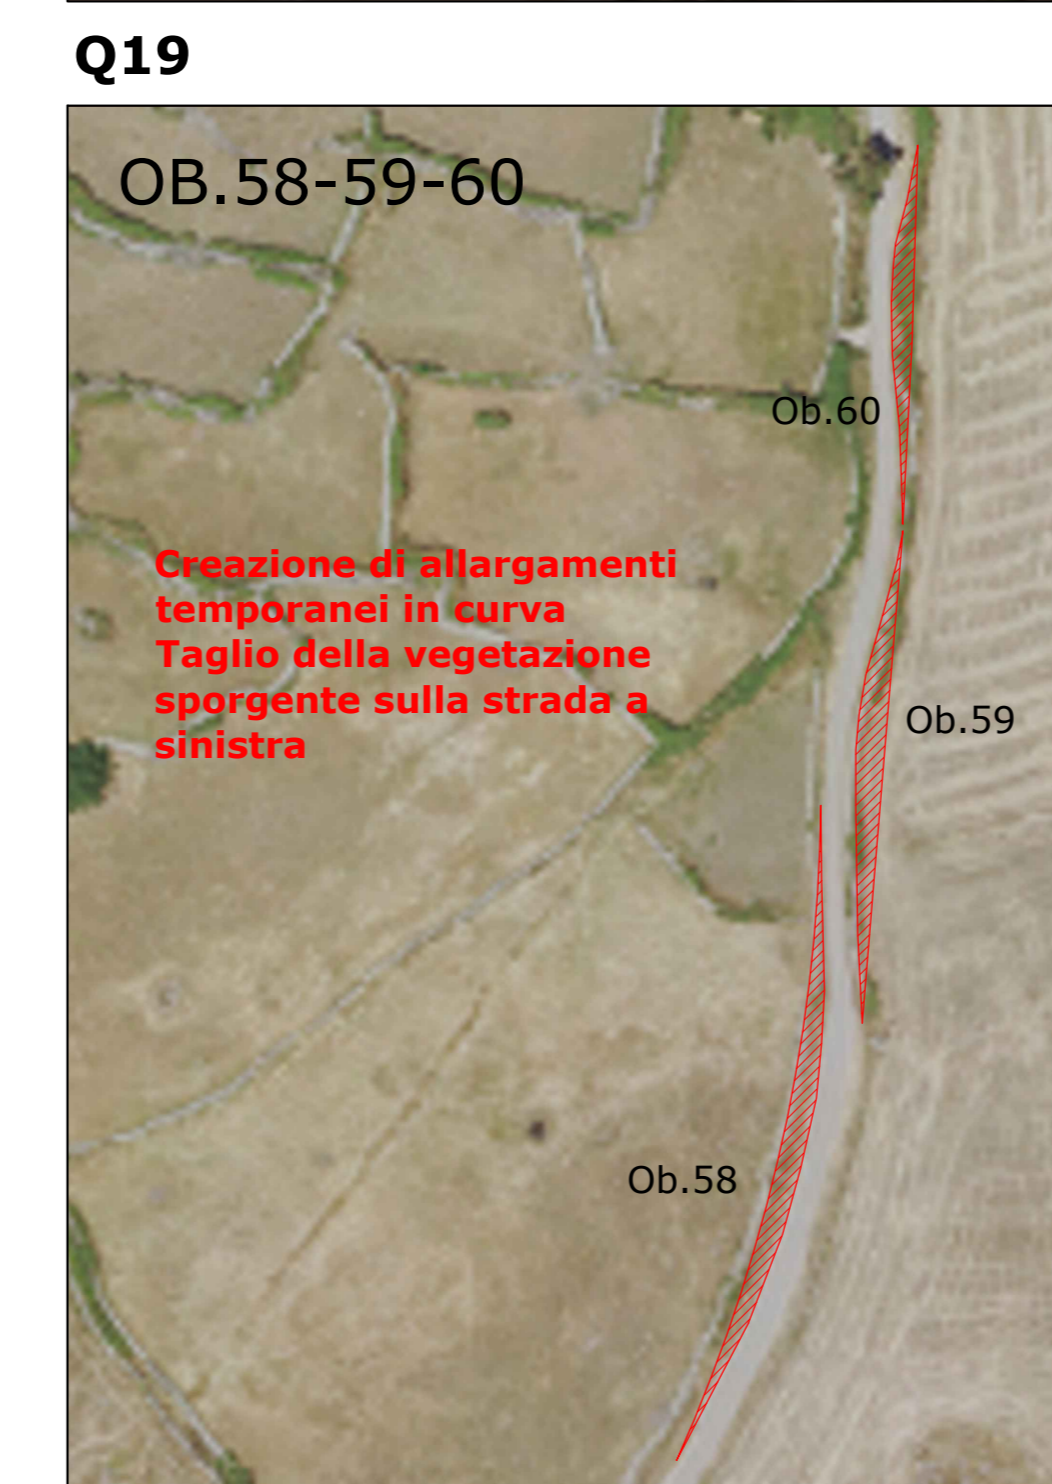 Q19
OB.58-59-60
Ob.60
Creazione di allargamenti
temporanei in curva
Taglio della vegetazione
sporgente sulla strada a
sinistra
Ob.59
Ob.58